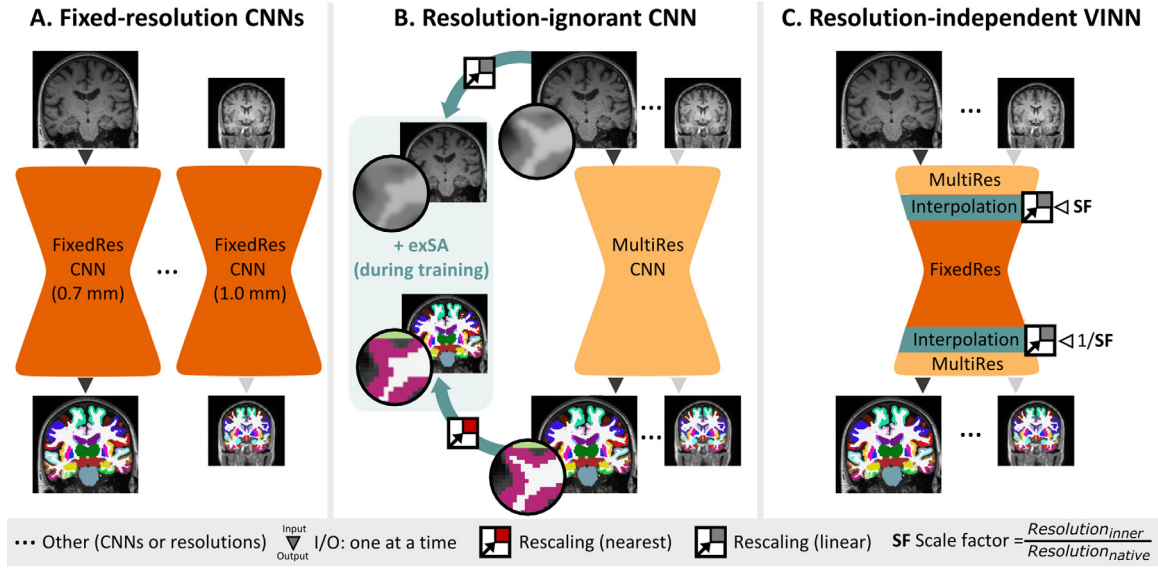 A. Fixed-resolution CNNs
FixedRes
CNN
(0.7 mm)
...
FixedRes
CNN
(1.0 mm)
B. Resolution-ignorant CNN
...
+ exSA
(during training)
MultiRes
CNN
...
C. Resolution-independent VINN
...
MultiRes
Interpolation
SF
FixedRes
Interpolation
1/SF
MultiRes
...
... Other (CNNs or resolutions)
Input
Output
I/O: one at a time
Rescaling (nearest)
Rescaling (linear)
SF Scale factor = Resolution_inner / Resolution_native